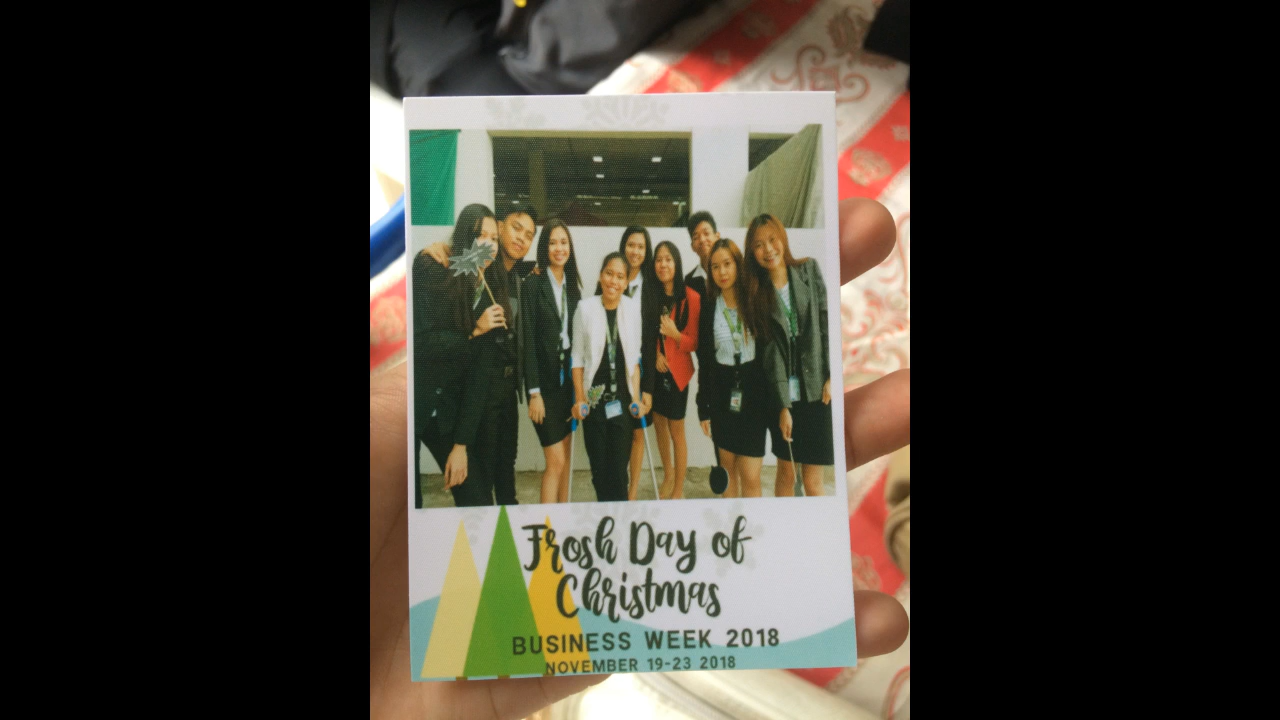 Frosh Day of
Christmas
BUSINESS WEEK 2018
NOVEMBER 19-23 2018